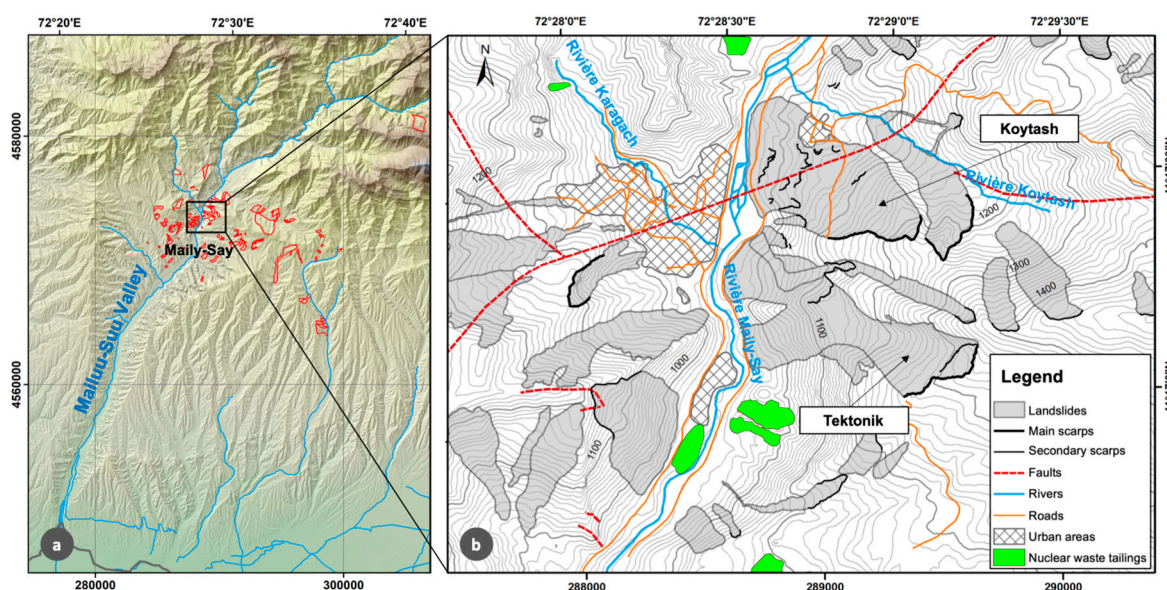 72°20'E
72°30'E
72°40'E
4580000
4560000
Maily-Say
Mailuu-Suu Valley
a
280000
300000
72°28'0"E
72°28'30"E
72°29'0"E
72°29'30"E
N
Rivière Karagach
Koytash
Rivière Koytash
1200
1200
1300
1400
Rivière Maily-Say
1100
1000
1100
Tektonik
Legend
Landslides
Main scarps
Secondary scarps
Faults
Rivers
Roads
Urban areas
Nuclear waste tailings
b
288000
289000
290000